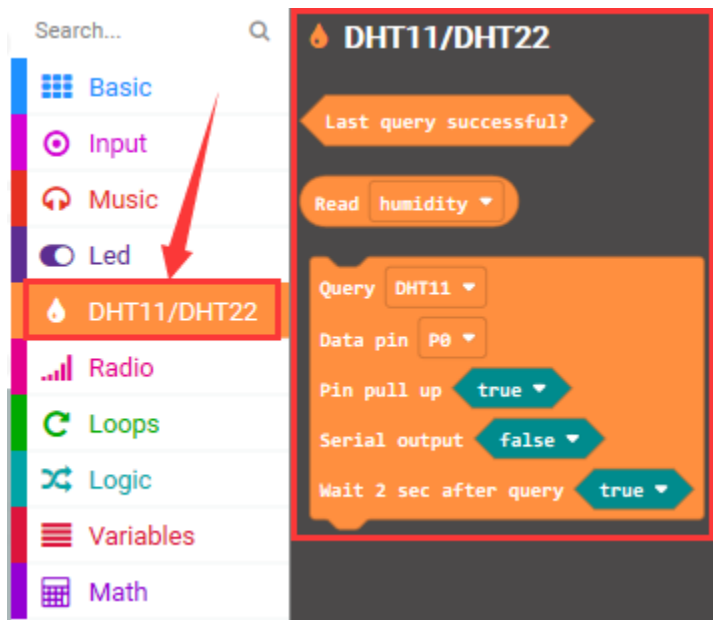 Search...
Basic
Input
Music
Led
DHT11/DHT22
Radio
Loops
Logic
Variables
Math
DHT11/DHT22
Last query successful?
Read humidity
Query DHT11
Data pin P0
Pin pull up true
Serial output false
Wait 2 sec after query true